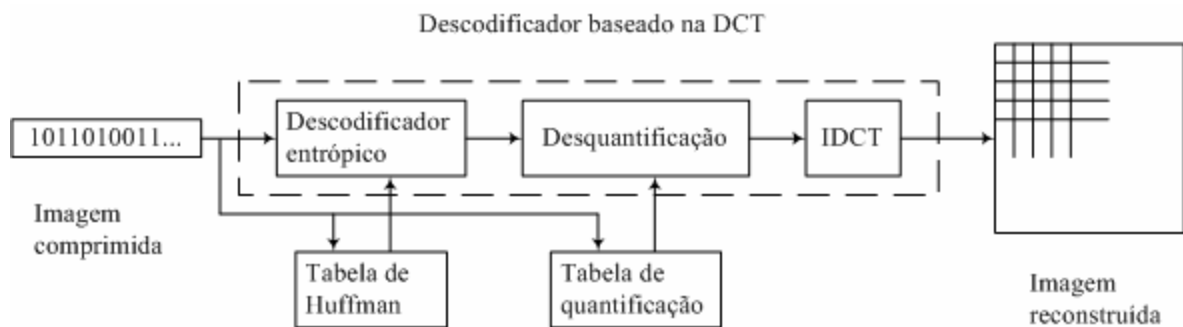 Descodificador baseado na DCT
1011010011...
Descodificador
entrópico
Desquantificação
IDCT
Imagem
comprimida
Tabela de
Huffman
Tabela de
quantificação
Imagem
reconstruída